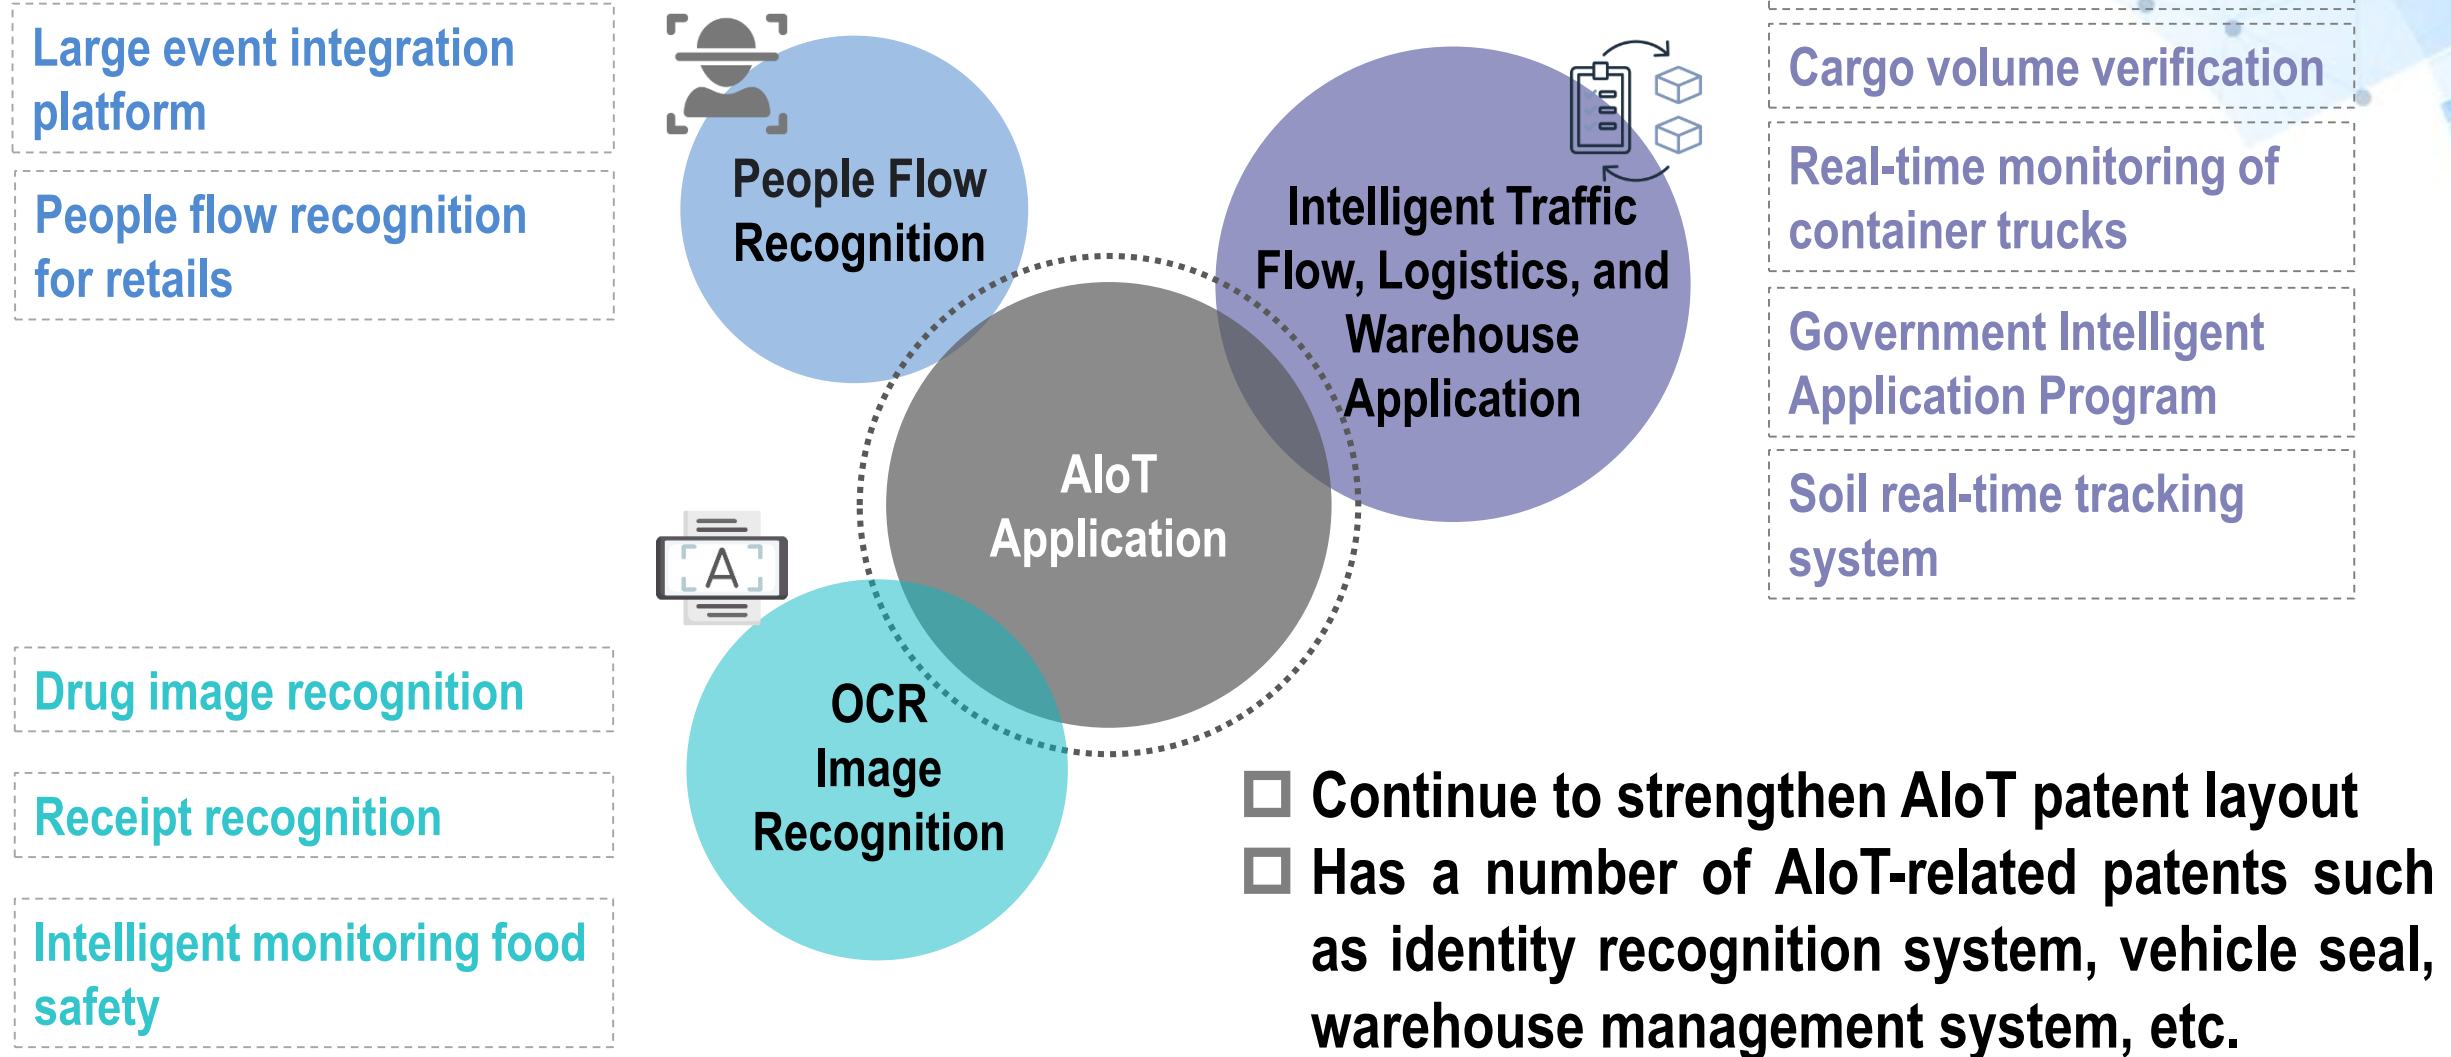 Large event integration
platform
People flow recognition
for retails
People Flow
Recognition
Intelligent Traffic
Flow, Logistics, and
Warehouse
Application
Cargo volume verification
Real-time monitoring of
container trucks
Government Intelligent
Application Program
Soil real-time tracking
system
AIoT
Application
A
Drug image recognition
Receipt recognition
Intelligent monitoring food
safety
OCR
Image
Recognition
Continue to strengthen AIoT patent layout
Has a number of AIoT-related patents such
as identity recognition system, vehicle seal,
warehouse management system, etc.